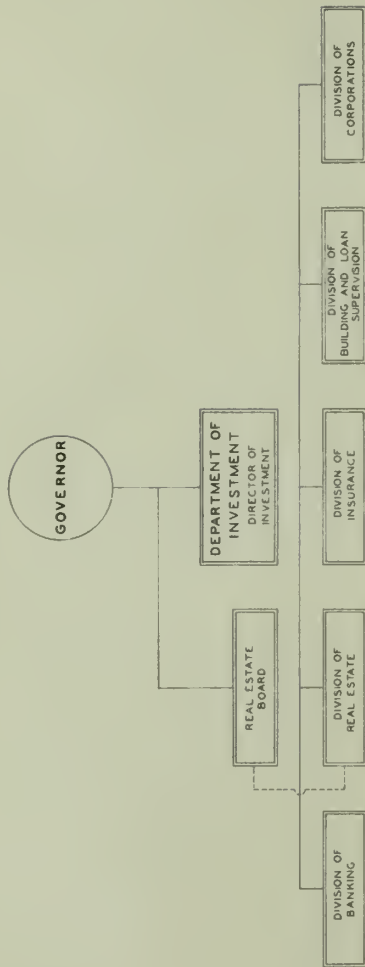 GOVERNOR
REAL ESTATE
BOARD
DEPARTMENT OF
INVESTMENT
DIRECTOR OF
INVESTMENT
DIVISION OF
BANKING
DIVISION OF
REAL ESTATE
DIVISION OF
INSURANCE
DIVISION OF
BUILDING AND LOAN
SUPERVISION
DIVISION OF
CORPORATIONS